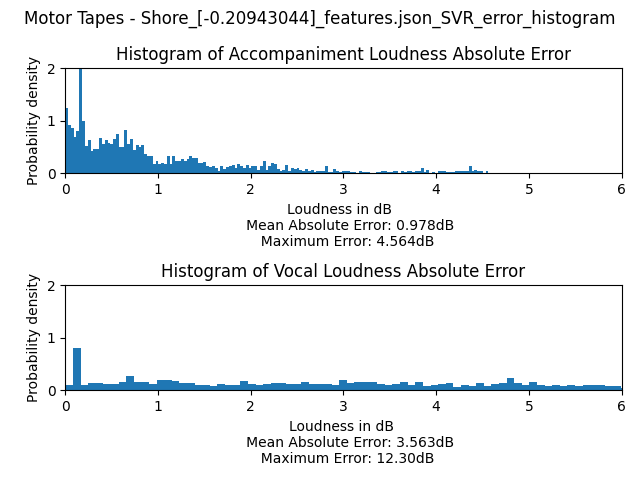 Motor Tapes - Shore_[-0.20943044]_features.json_SVR_error_histogram
Histogram of Accompaniment Loudness Absolute Error
Probability density
2
1
0
0 1 2 3 4 5 6
Loudness in dB
Mean Absolute Error: 0.978dB
Maximum Error: 4.564dB
Histogram of Vocal Loudness Absolute Error
Probability density
2
1
0
0 1 2 3 4 5 6
Loudness in dB
Mean Absolute Error: 3.563dB
Maximum Error: 12.30dB